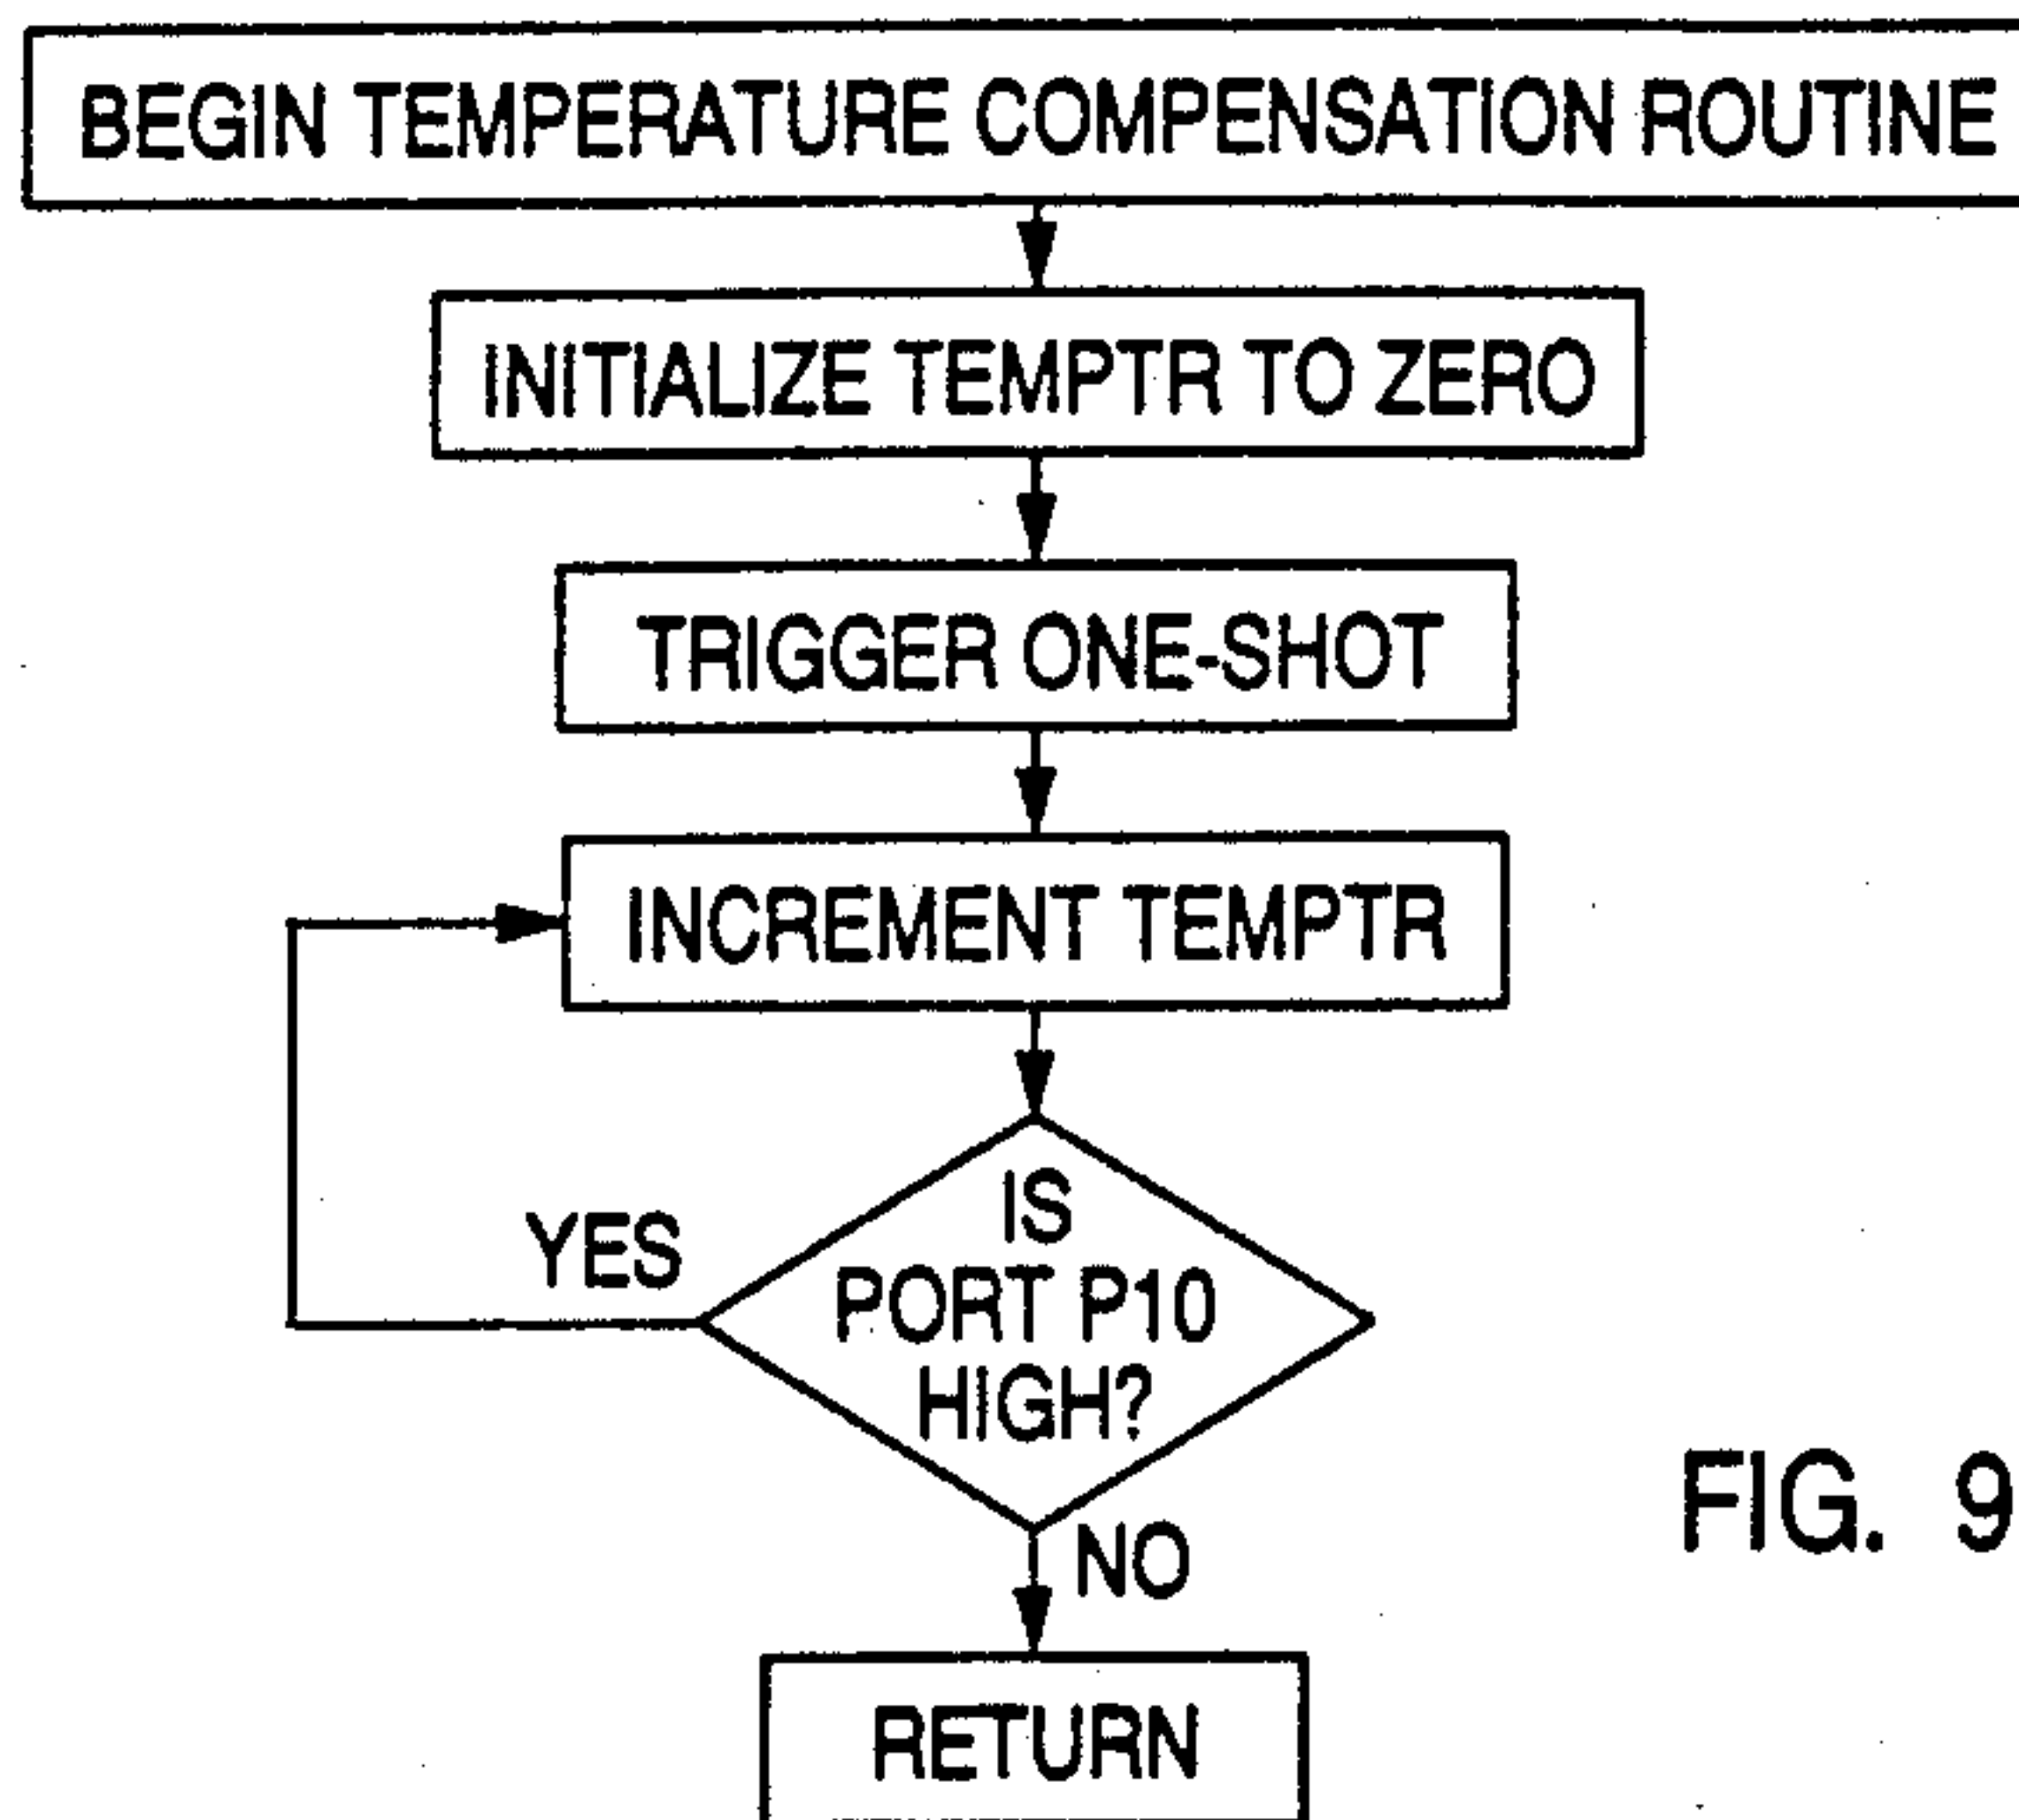 BEGIN TEMPERATURE COMPENSATION ROUTINE
INITIALIZE TEMPTR TO ZERO
TRIGGER ONE-SHOT
INCREMENT TEMPTR
IS
PORT P10
HIGH?
YES
NO
RETURN
FIG. 9